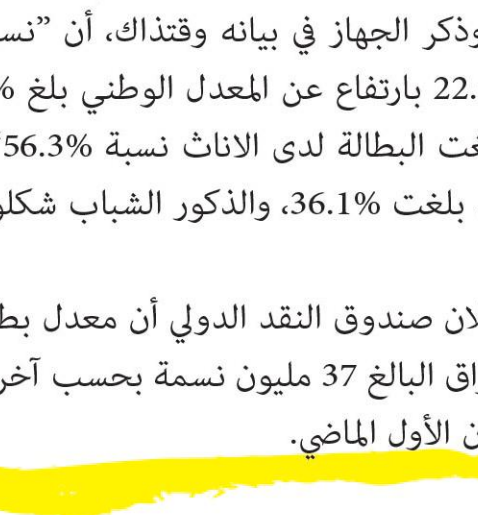 وذكر الجهاز في بيانه وقتذاك، أن ”نس
22. بارتفاع عن المعدل الوطني بلغ %
غت البطالة لدى الاناث نسبة %56.3
بلغت %36.1، والذكور الشباب شكلو
لان صندوق النقد الدولي أن معدل بط
اق البالغ 37 مليون نسمة بحسب آخر
ن الأول الماضي.